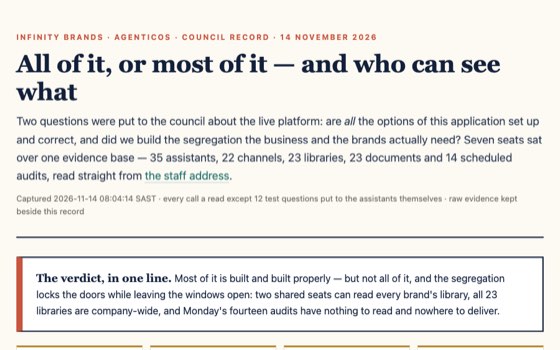 INFINITY BRANDS · AGENTICOS · COUNCIL RECORD · 14 NOVEMBER 2026
All of it, or most of it — and who can see
what
Two questions were put to the council about the live platform: are all the options of this application set up
and correct, and did we build the segregation the business and the brands actually need? Seven seats sat
over one evidence base — 35 assistants, 22 channels, 23 libraries, 23 documents and 14 scheduled
audits, read straight from the staff address.
Captured 2026-11-14 08:04:14 SAST · every call a read except 12 test questions put to the assistants themselves · raw evidence kept
beside this record
The verdict, in one line. Most of it is built and built properly — but not all of it, and the segregation
locks the doors while leaving the windows open: two shared seats can read every brand's library, all 23
libraries are company-wide, and Monday's fourteen audits have nothing to read and nowhere to deliver.